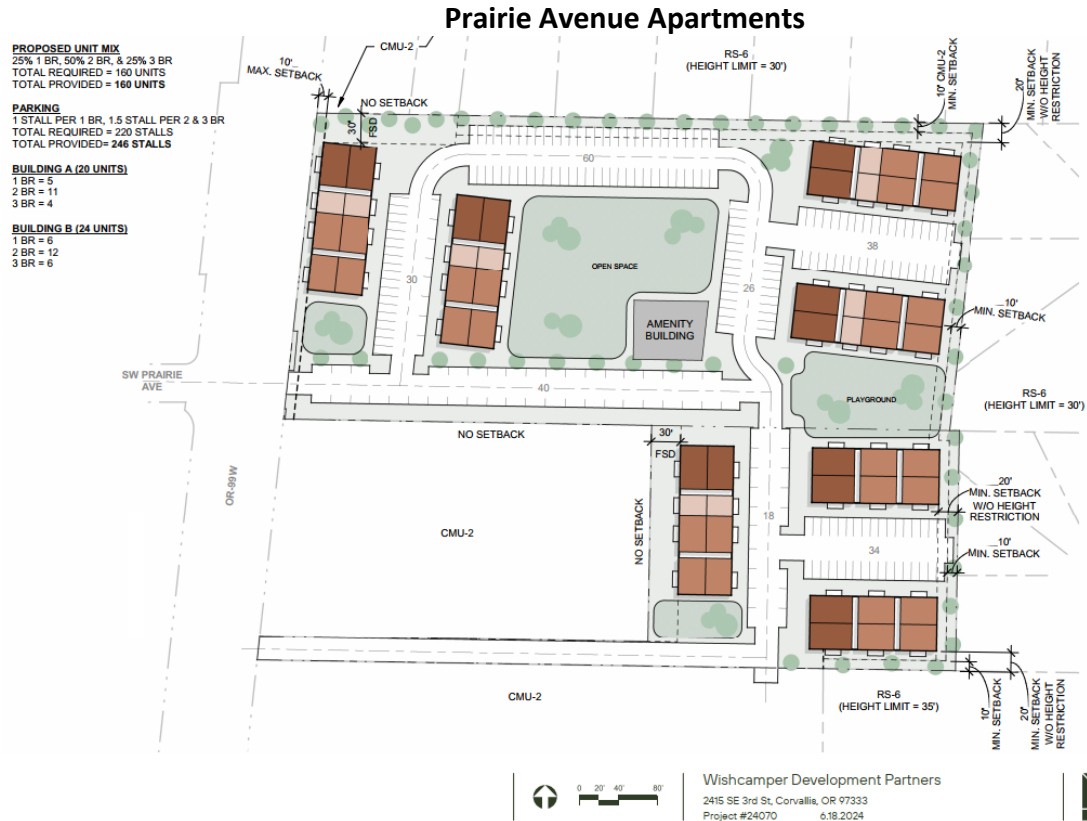 Prairie Avenue Apartments
PROPOSED UNIT MIX
25% 1 BR, 50% 2 BR, & 25% 3 BR
TOTAL REQUIRED = 160 UNITS
TOTAL PROVIDED = 160 UNITS
PARKING
1 STALL PER 1 BR, 1.5 STALL PER 2 & 3 BR
TOTAL REQUIRED = 220 STALLS
TOTAL PROVIDED= 246 STALLS
BUILDING A (20 UNITS)
1 BR = 5
2 BR = 11
3 BR = 4
BUILDING B (24 UNITS)
1 BR = 6
2 BR = 12
3 BR = 6
10'
MAX. SETBACK
CMU-2
NO SETBACK
30'
FSD
RS-6
(HEIGHT LIMIT = 30')
10' CMU-2
MIN. SETBACK
20'
MIN. SETBACK
W/O HEIGHT
RESTRICTION
60
38
30
OPEN SPACE
26
AMENITY
BUILDING
10'
MIN. SETBACK
SW PRAIRIE
AVE
40
PLAYGROUND
RS-6
(HEIGHT LIMIT = 30')
NO SETBACK
30'
FSD
OR-99W
NO SETBACK
CMU-2
18
20'
MIN. SETBACK
W/O HEIGHT
RESTRICTION
34
10'
MIN. SETBACK
CMU-2
RS-6
(HEIGHT LIMIT = 35')
10'
MIN. SETBACK
20'
MIN. SETBACK
W/O HEIGHT
RESTRICTION
0 20' 40' 80'
Wishcamper Development Partners
2415 SE 3rd St, Corvallis, OR 97333
Project #24070 6.18.2024